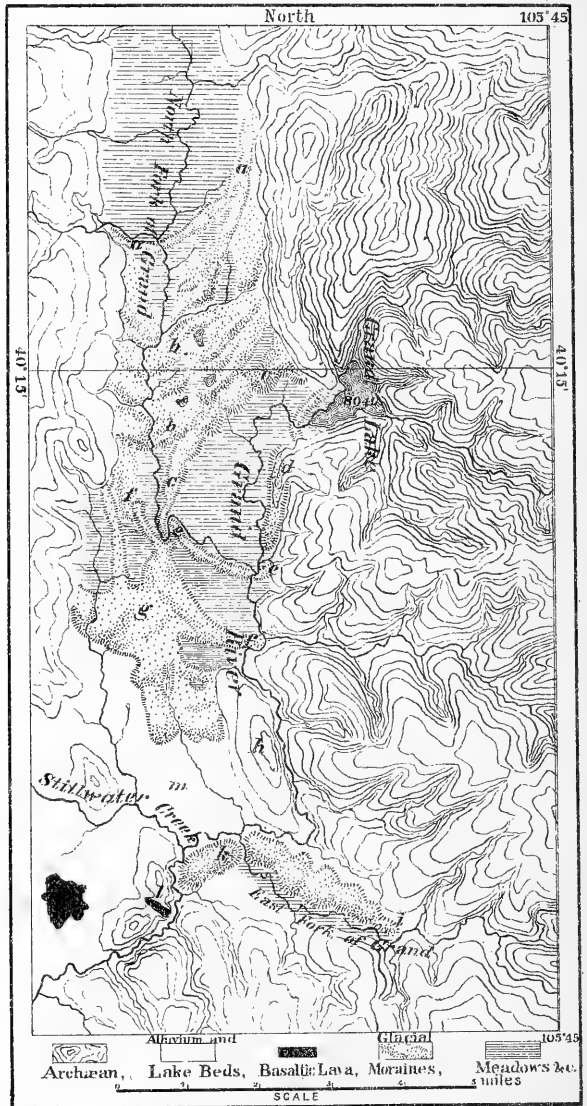 North
105°45'
North Fork of Grand
a
a
b
b
c
c
40°15'
40°15'
Grand Lake
Grand
d
e
e
f
g
g
River
h
m
Stillwater Creek
k
l
i
East Fork of Grand
105°45'
Archæan,
Alluvium and
Lake Beds,
Basaltic Lava,
Glacial
Moraines,
Meadows &c.
0 1 2 3 4 5 miles
SCALE